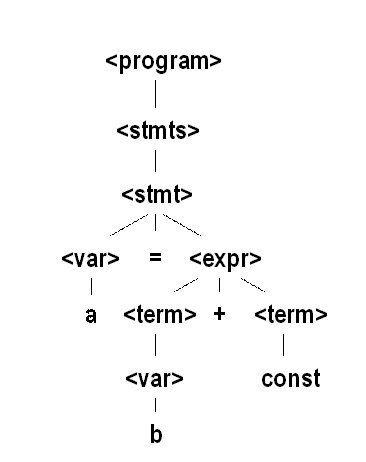 <program>
<stmts>
<stmt>
<var> = <expr>
a <term> + <term>
<var> const
b